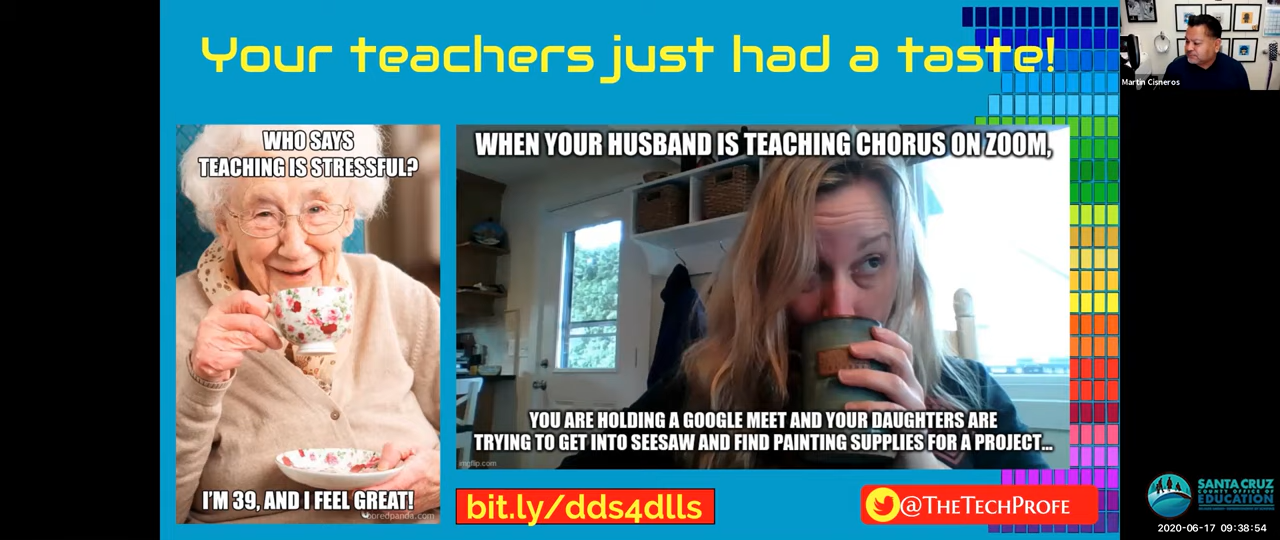 Your teachers just had a taste!
Martin Cisneros
WHO SAYS
TEACHING IS STRESSFUL?
I'M 39, AND I FEEL GREAT!
boredpanda.com
WHEN YOUR HUSBAND IS TEACHING CHORUS ON ZOOM,
YOU ARE HOLDING A GOOGLE MEET AND YOUR DAUGHTERS ARE
TRYING TO GET INTO SEESAW AND FIND PAINTING SUPPLIES FOR A PROJECT...
imgflip.com
bit.ly/dds4dlls
@THETECHPROFE
SANTA CRUZ
COUNTY OFFICE OF
EDUCATION
2020-06-17 09:38:54